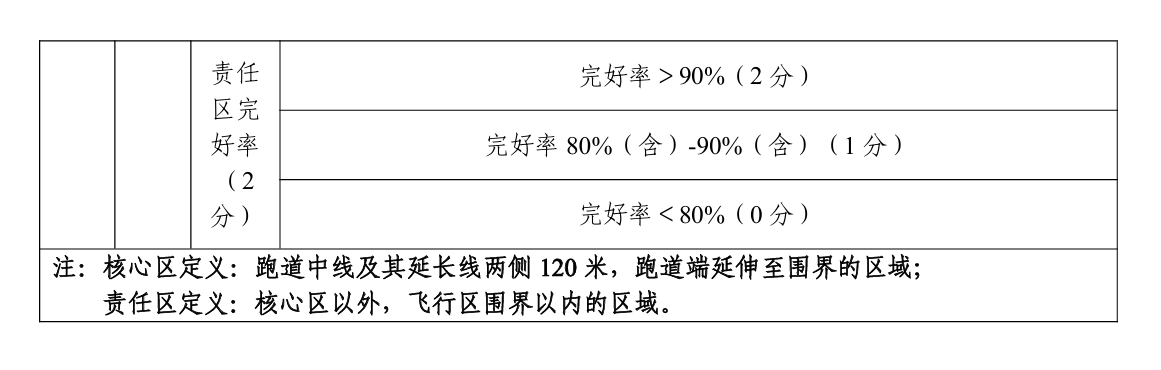 责任
区完
好率
（2
分）
完好率＞90%（2 分）
完好率 80%（含）-90%（含）（1 分）
完好率＜80%（0 分）
注：核心区定义：跑道中线及其延长线两侧 120 米，跑道端延伸至围界的区域；
责任区定义：核心区以外，飞行区围界以内的区域。